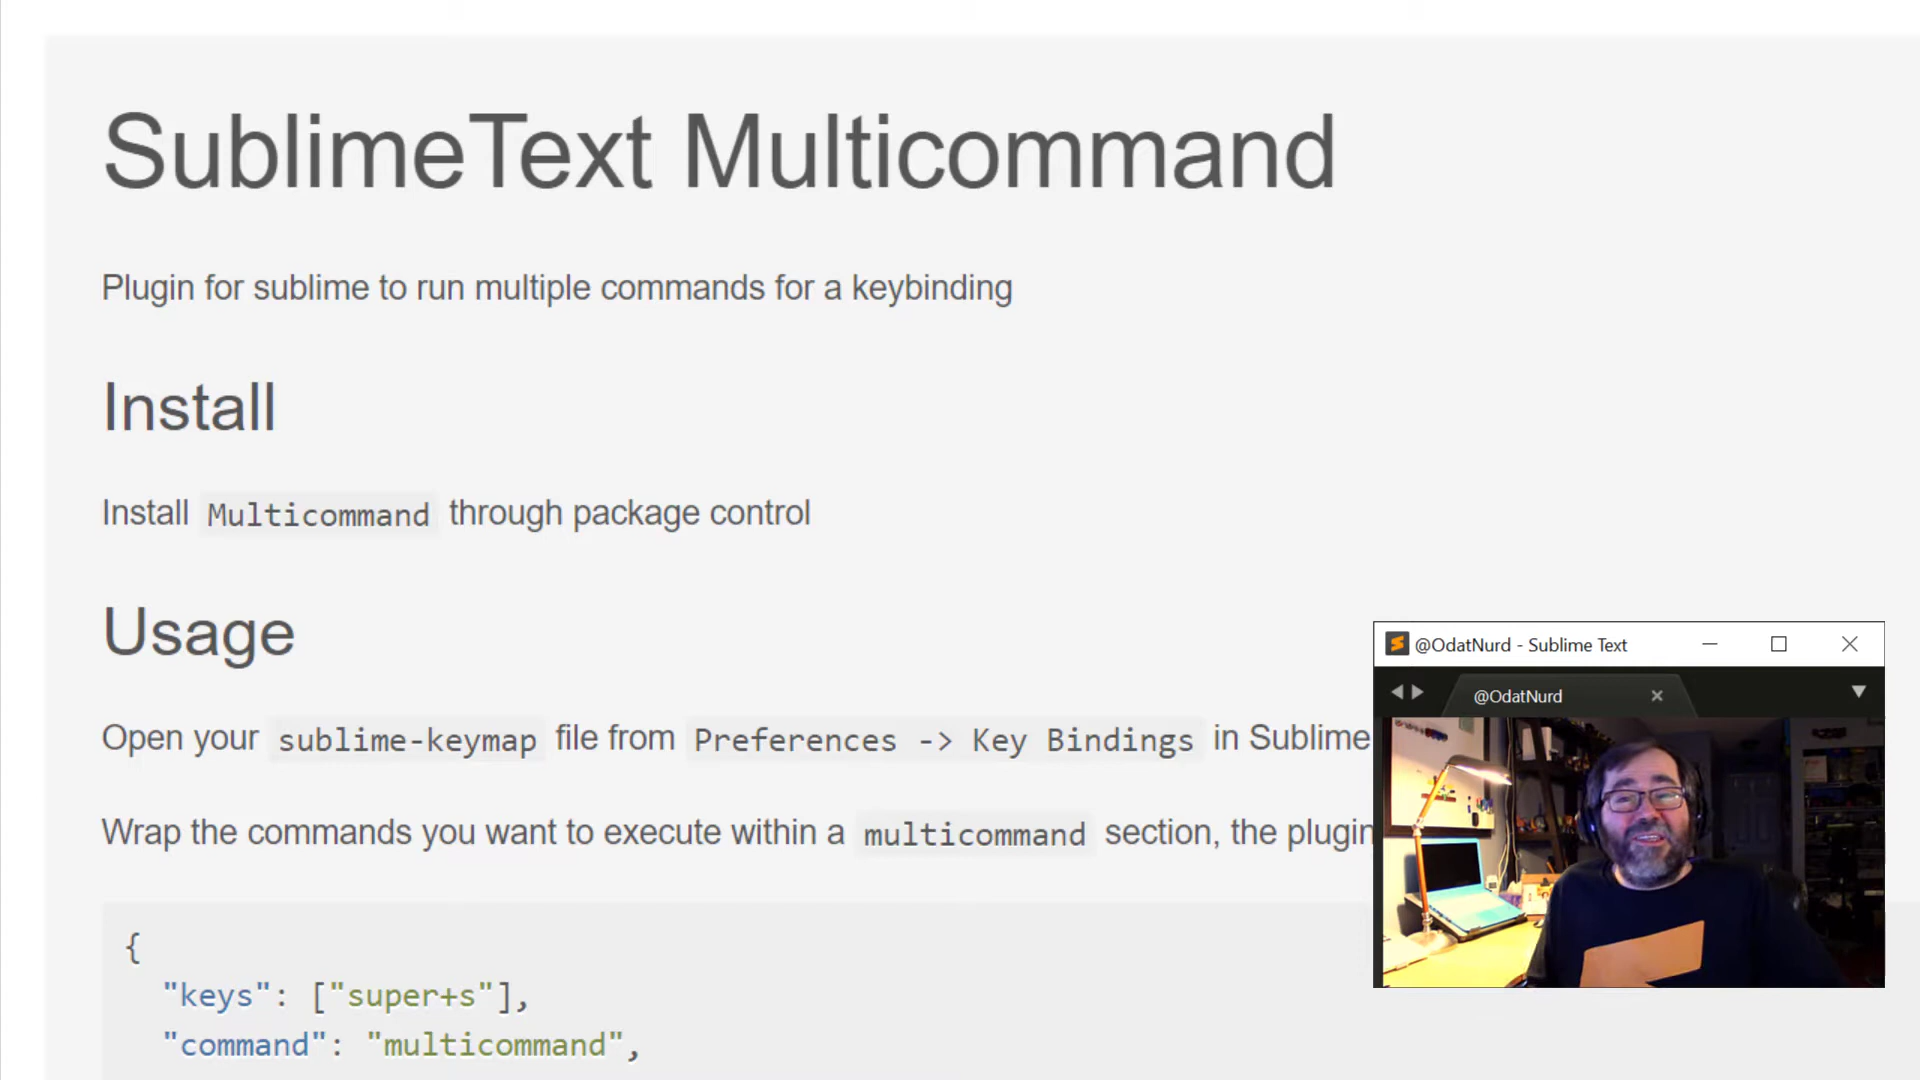 SublimeText Multicommand
Plugin for sublime to run multiple commands for a keybinding
Install
Install Multicommand through package control
Usage
Open your sublime-keymap file from Preferences -> Key Bindings in Sublime
Wrap the commands you want to execute within a multicommand section, the plugin
{
"keys": ["super+s"],
"command": "multicommand",
@OdatNurd - Sublime Text
@OdatNurd